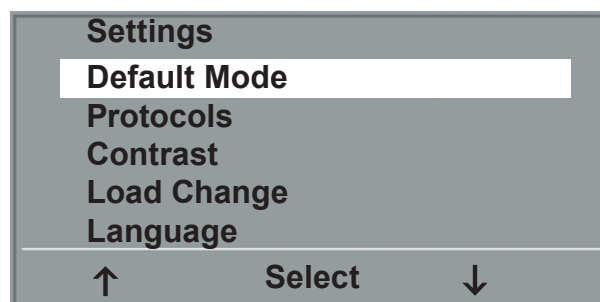 Settings
Default Mode
Protocols
Contrast
Load Change
Language
↑ Select ↓